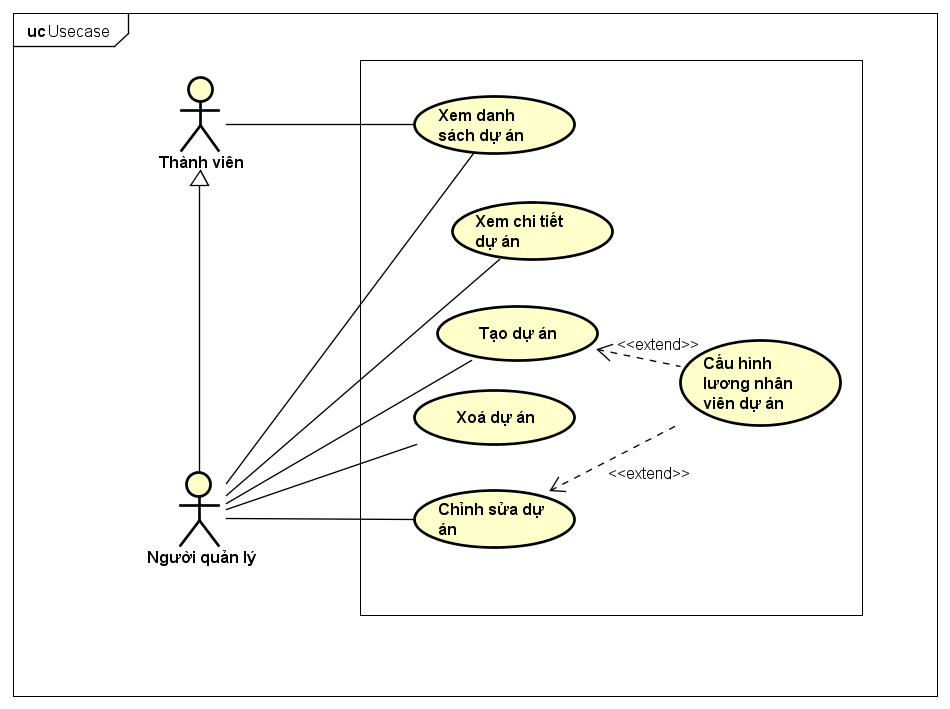 uc Usecase
Thành viên
Xem danh
sách dự án
Xem chi tiết
dự án
Tạo dự án
<<extend>>
Cấu hình
lương nhân
viên dự án
Xoá dự án
<<extend>>
Chỉnh sửa dự
án
Người quản lý